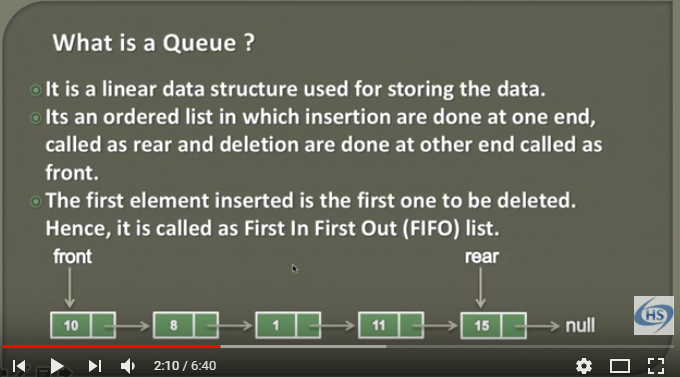 What is a Queue ?
It is a linear data structure used for storing the data.
Its an ordered list in which insertion are done at one end,
called as rear and deletion are done at other end called as
front.
The first element inserted is the first one to be deleted.
Hence, it is called as First In First Out (FIFO) list.
front rear
10 8 1 11 15 null
HS
2:10 / 6:40